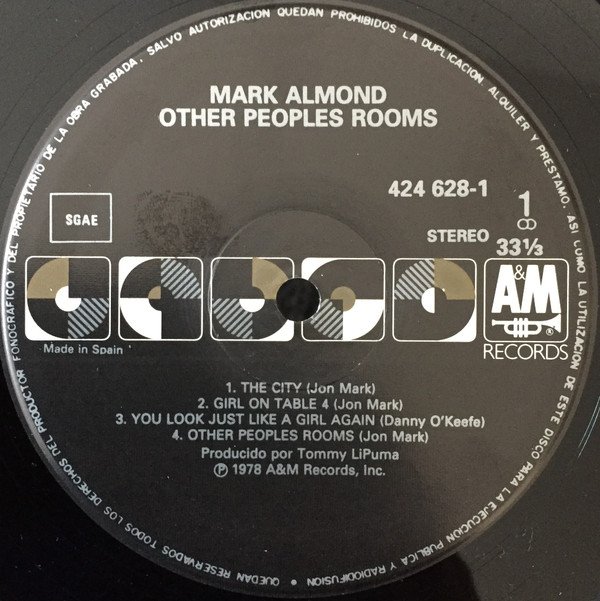 QUEDAN RESERVADOS TODOS LOS DERECHOS DEL PRODUCTOR FONOGRAFICO Y DEL PROPIETARIO DE LA OBRA GRABADA, SALVO AUTORIZACION QUEDAN PROHIBIDOS LA DUPLICACION, ALQUILER Y PRESTAMO, ASI COMO LA UTILIZACION DE ESTE DISCO PARA LA EJECUCION PUBLICA Y RADIODIFUSION •
MARK ALMOND
OTHER PEOPLES ROOMS
424 628-1
1
SGAE
STEREO
33⅓
A&M
®
RECORDS
Made in Spain
1. THE CITY (Jon Mark)
2. GIRL ON TABLE 4 (Jon Mark)
3. YOU LOOK JUST LIKE A GIRL AGAIN (Danny O'Keefe)
4. OTHER PEOPLES ROOMS (Jon Mark)
Producido por Tommy LiPuma
℗ 1978 A&M Records, Inc.